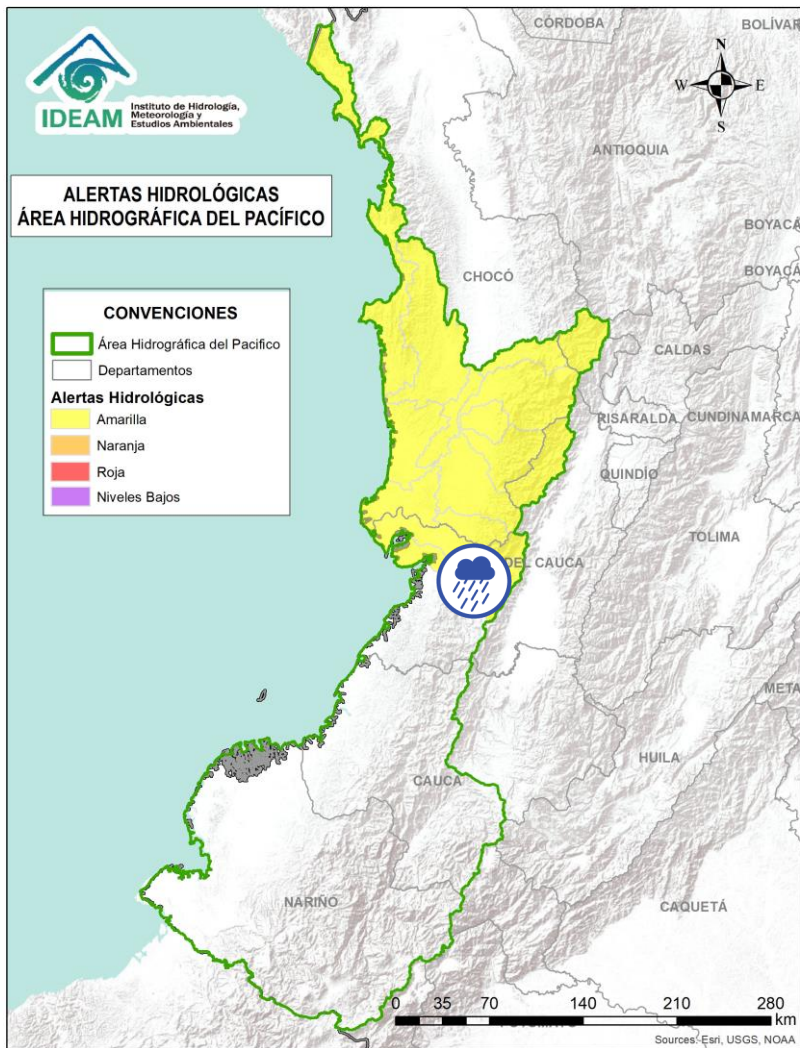 CÓRDOBA
BOLÍVAR
N
W
E
S
IDEAM
Instituto de Hidrología,
Meteorología y
Estudios Ambientales
ANTIOQUIA
ALERTAS HIDROLÓGICAS
ÁREA HIDROGRÁFICA DEL PACÍFICO
BOYACÁ
BOYACÁ
CHOCÓ
CONVENCIONES
Área Hidrográfica del Pacifico
Departamentos
Alertas Hidrológicas
Amarilla
Naranja
Roja
Niveles Bajos
CALDAS
RISARALDA
CUNDINAMARCA
QUINDÍO
TOLIMA
DEL CAUCA
META
HUILA
CAUCA
NARIÑO
CAQUETÁ
0 35 70 140 210 280
km
Sources: Esri, USGS, NOAA